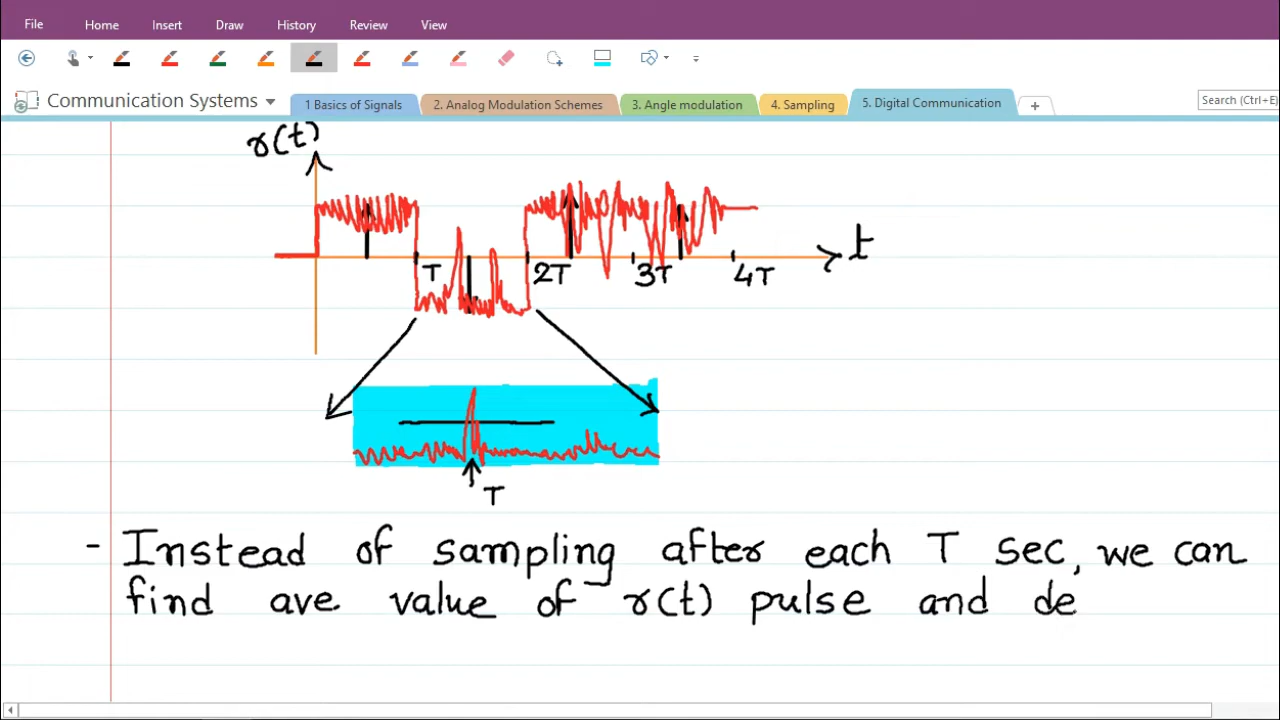 File Home Insert Draw History Review View
Communication Systems 1 Basics of Signals 2. Analog Modulation Schemes 3. Angle modulation 4. Sampling 5. Digital Communication + Search (Ctrl+E)
r(t)
t
T 2T 3T 4T
T
- Instead of sampling after each T sec, we can
find ave value of r(t) pulse and de